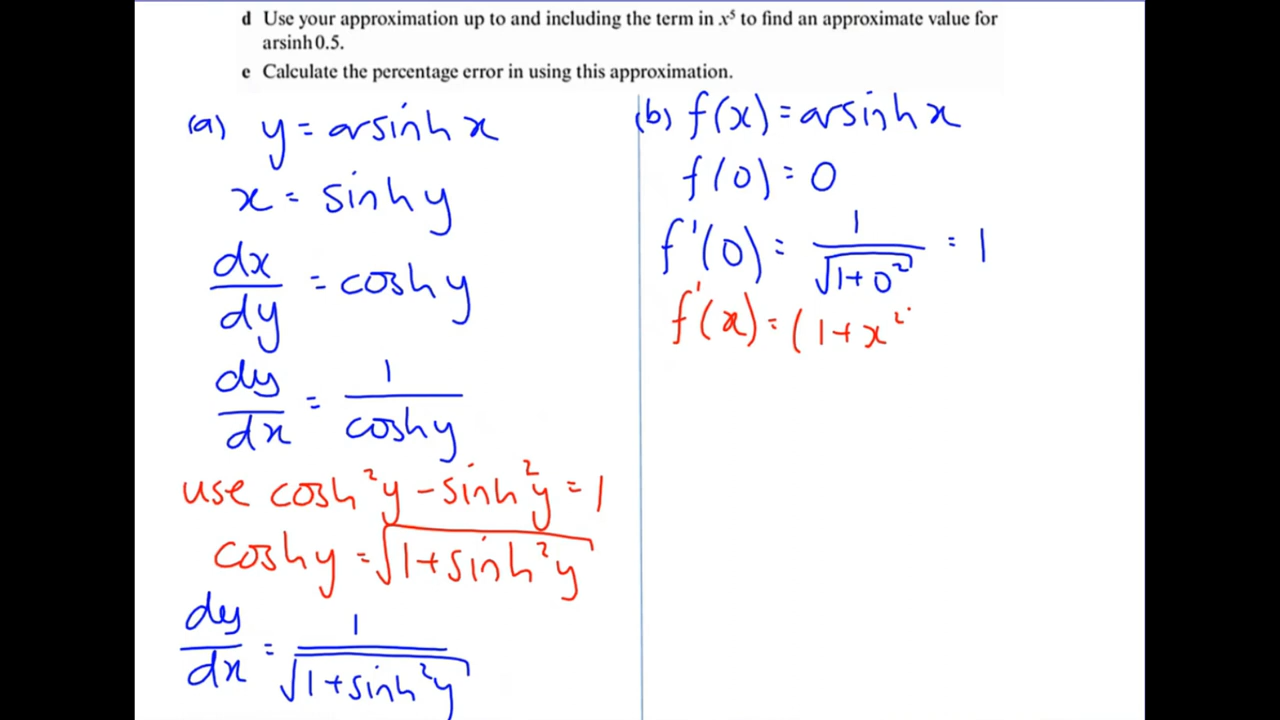 d Use your approximation up to and including the term in x⁵ to find an approximate value for
arsinh 0.5.
e Calculate the percentage error in using this approximation.
(a) y = arsinh x
x = sinh y
dx/dy = cosh y
dy/dx = 1/cosh y
use cosh²y - sinh²y = 1
cosh y = √(1+sinh²y)
dy/dx = 1/√(1+sinh²y)
(b) f(x) = arsinh x
f(0) = 0
f'(0) = 1/√(1+0²) = 1
f'(x) = (1+x²